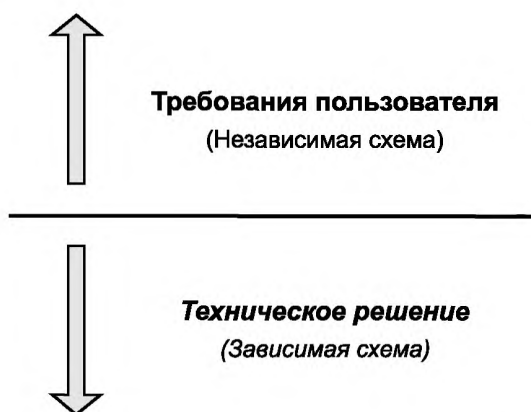 Требования пользователя
(Независимая схема)
Техническое решение
(Зависимая схема)